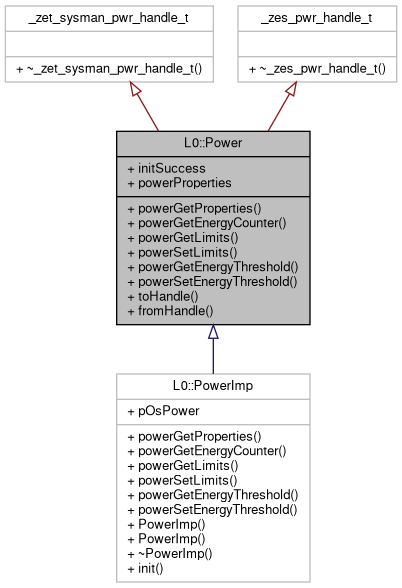 _zet_sysman_pwr_handle_t
+ ~_zet_sysman_pwr_handle_t()
_zes_pwr_handle_t
+ ~_zes_pwr_handle_t()
L0::Power
+ initSuccess
+ powerProperties
+ powerGetProperties()
+ powerGetEnergyCounter()
+ powerGetLimits()
+ powerSetLimits()
+ powerGetEnergyThreshold()
+ powerSetEnergyThreshold()
+ toHandle()
+ fromHandle()
L0::PowerImp
+ pOsPower
+ powerGetProperties()
+ powerGetEnergyCounter()
+ powerGetLimits()
+ powerSetLimits()
+ powerGetEnergyThreshold()
+ powerSetEnergyThreshold()
+ PowerImp()
+ PowerImp()
+ ~PowerImp()
+ init()